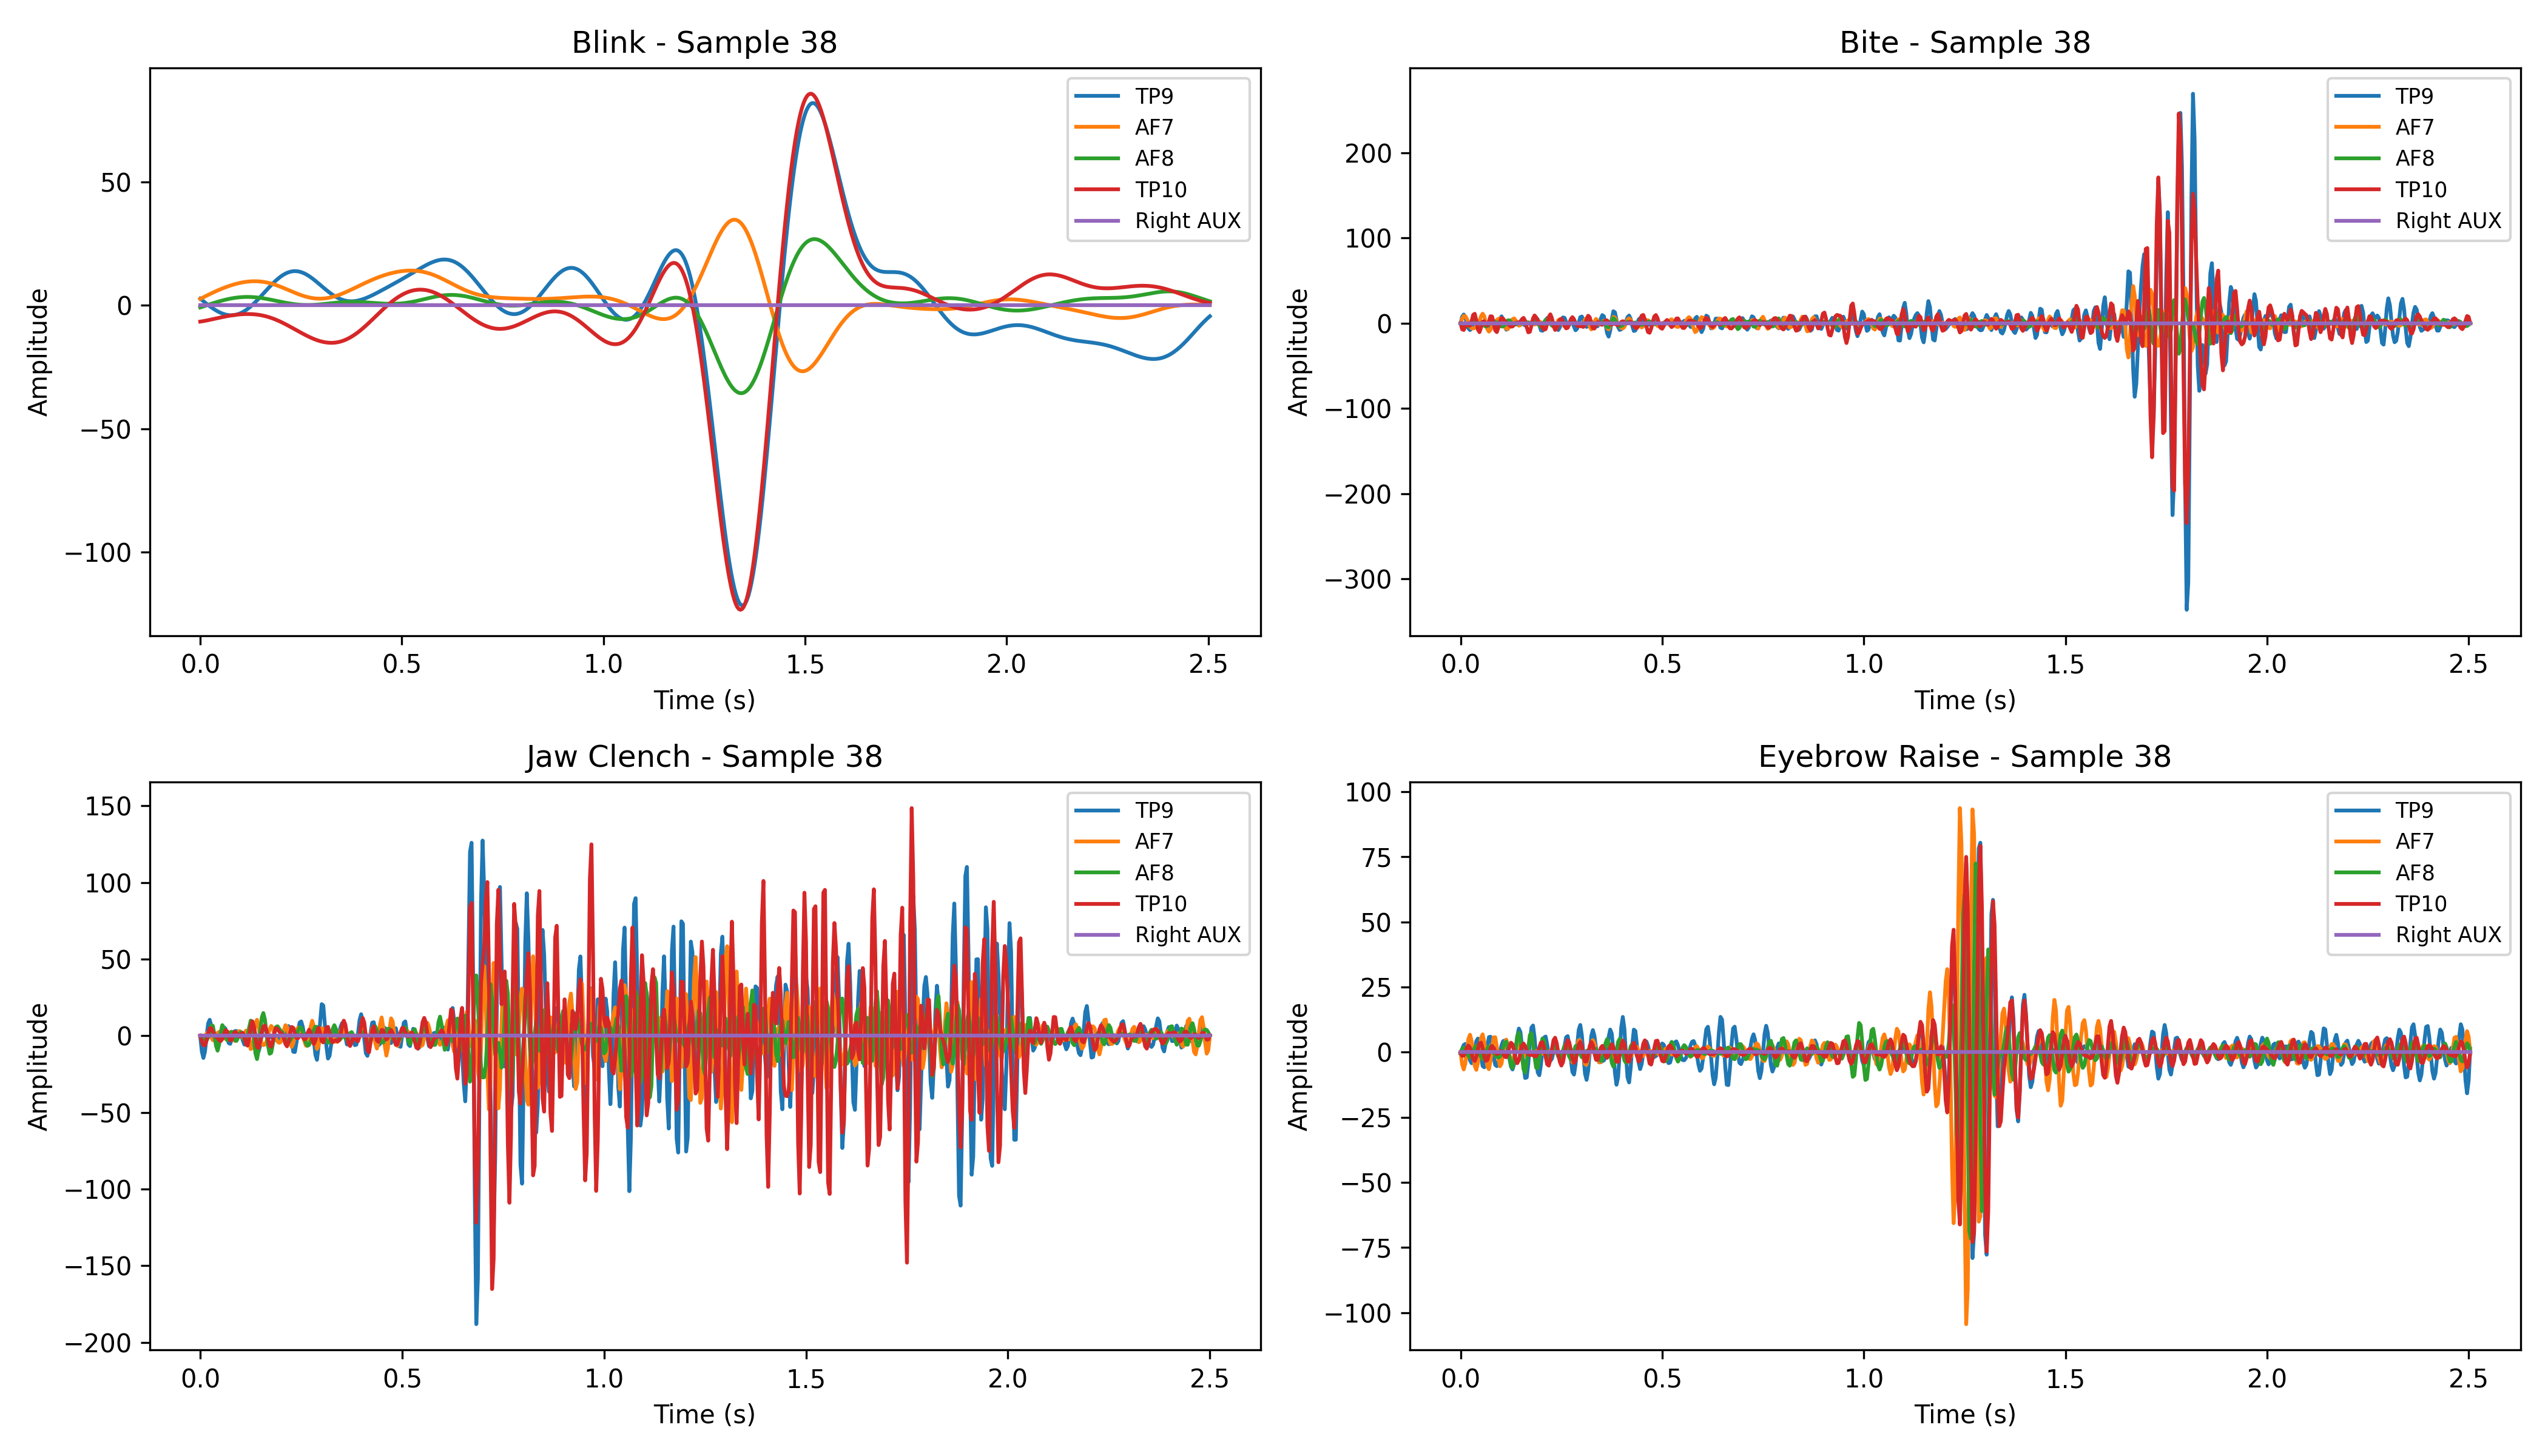 Blink - Sample 38
Amplitude
50
0
−50
−100
0.0 0.5 1.0 1.5 2.0 2.5
Time (s)
TP9
AF7
AF8
TP10
Right AUX
Bite - Sample 38
Amplitude
200
100
0
−100
−200
−300
0.0 0.5 1.0 1.5 2.0 2.5
Time (s)
TP9
AF7
AF8
TP10
Right AUX
Jaw Clench - Sample 38
Amplitude
150
100
50
0
−50
−100
−150
−200
0.0 0.5 1.0 1.5 2.0 2.5
Time (s)
TP9
AF7
AF8
TP10
Right AUX
Eyebrow Raise - Sample 38
Amplitude
100
75
50
25
0
−25
−50
−75
−100
0.0 0.5 1.0 1.5 2.0 2.5
Time (s)
TP9
AF7
AF8
TP10
Right AUX